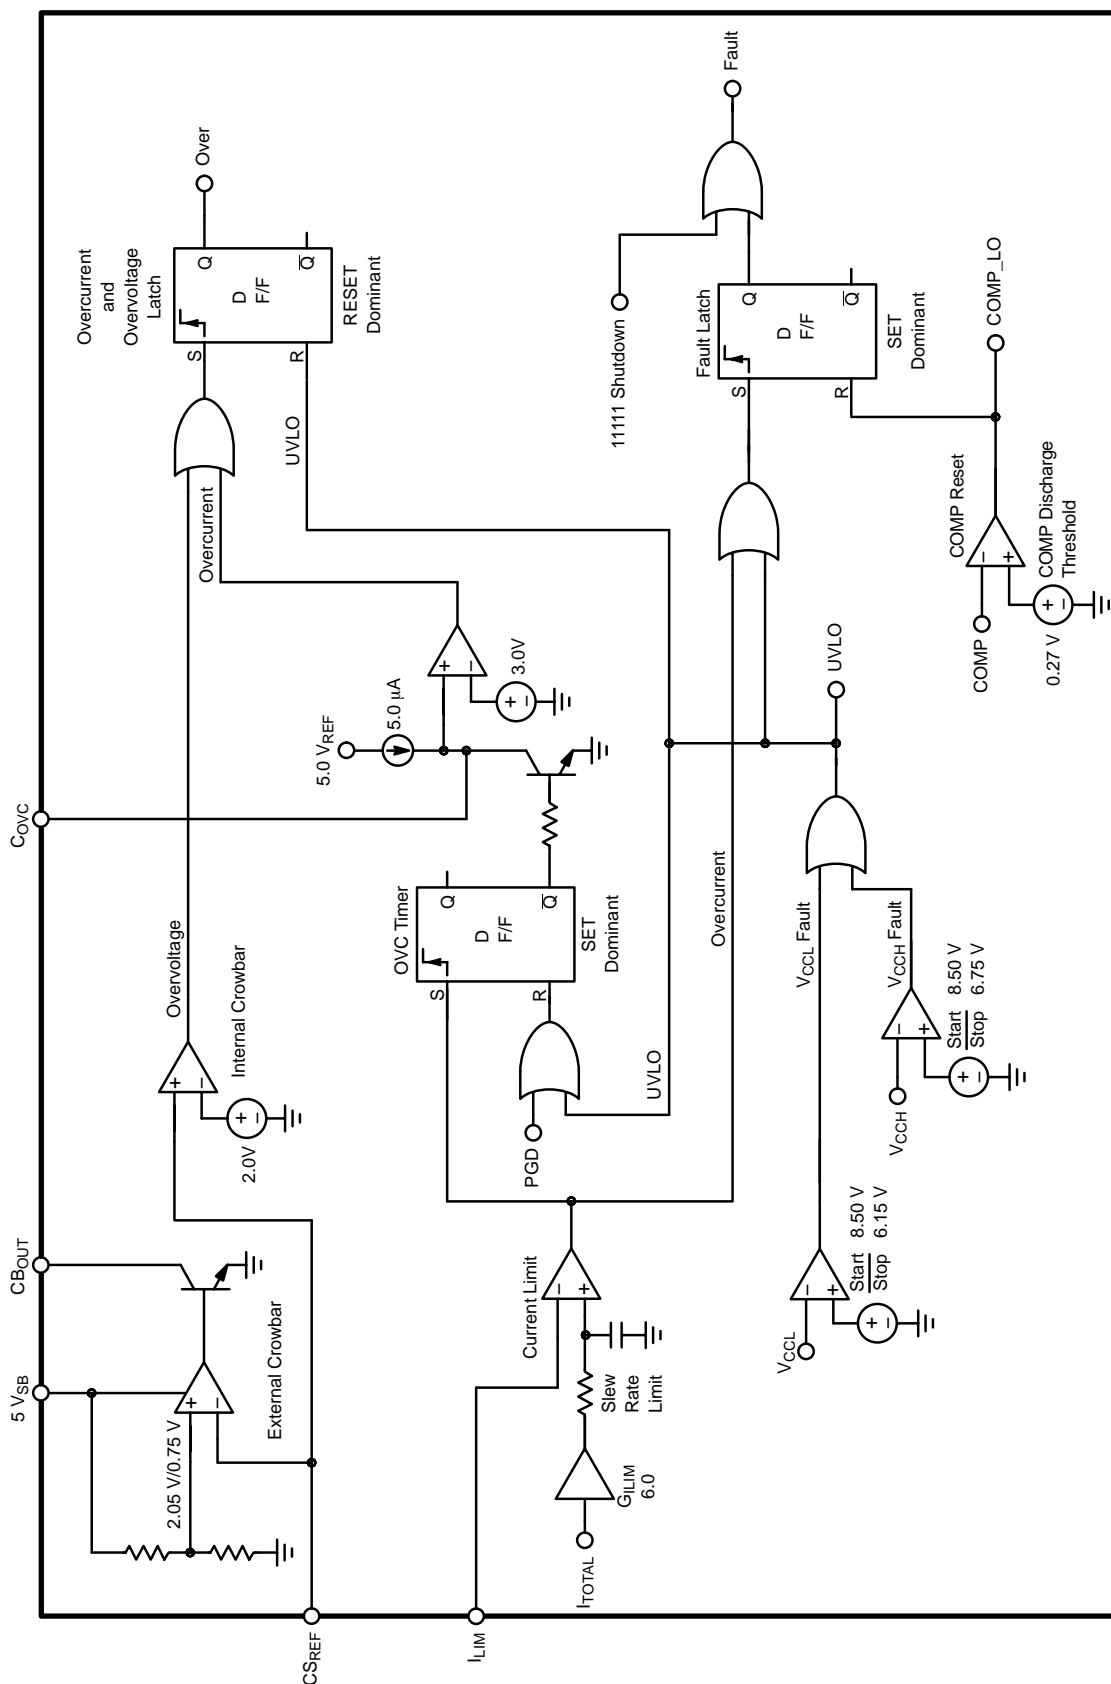 CS_REF
5 V_SB
CB_OUT
C_OVC
2.05 V/0.75 V
+
−
External Crowbar
+
−
Overvoltage
2.0V
+
−
Internal Crowbar
Overcurrent
and
Overvoltage
Latch
S
Q
D
F/F
R
Q̅
RESET
Dominant
Over
Overcurrent
UVLO
I_LIM
I_TOTAL
G_ILIM
6.0
Slew
Rate
Limit
Current Limit
−
+
OVC Timer
S
Q
D
F/F
R
Q̅
SET
Dominant
PGD
UVLO
5.0 V_REF
5.0 μA
+
−
+
−
3.0V
Overcurrent
11111 Shutdown
Fault Latch
S
Q
D
F/F
R
Q̅
SET
Dominant
Fault
V_CCL
−
+
+
−
Start 8.50 V
Stop 6.15 V
V_CCL Fault
V_CCH
−
+
+
−
Start 8.50 V
Stop 6.75 V
V_CCH Fault
UVLO
COMP
−
+
COMP Reset
0.27 V
+
−
COMP Discharge
Threshold
COMP_LO